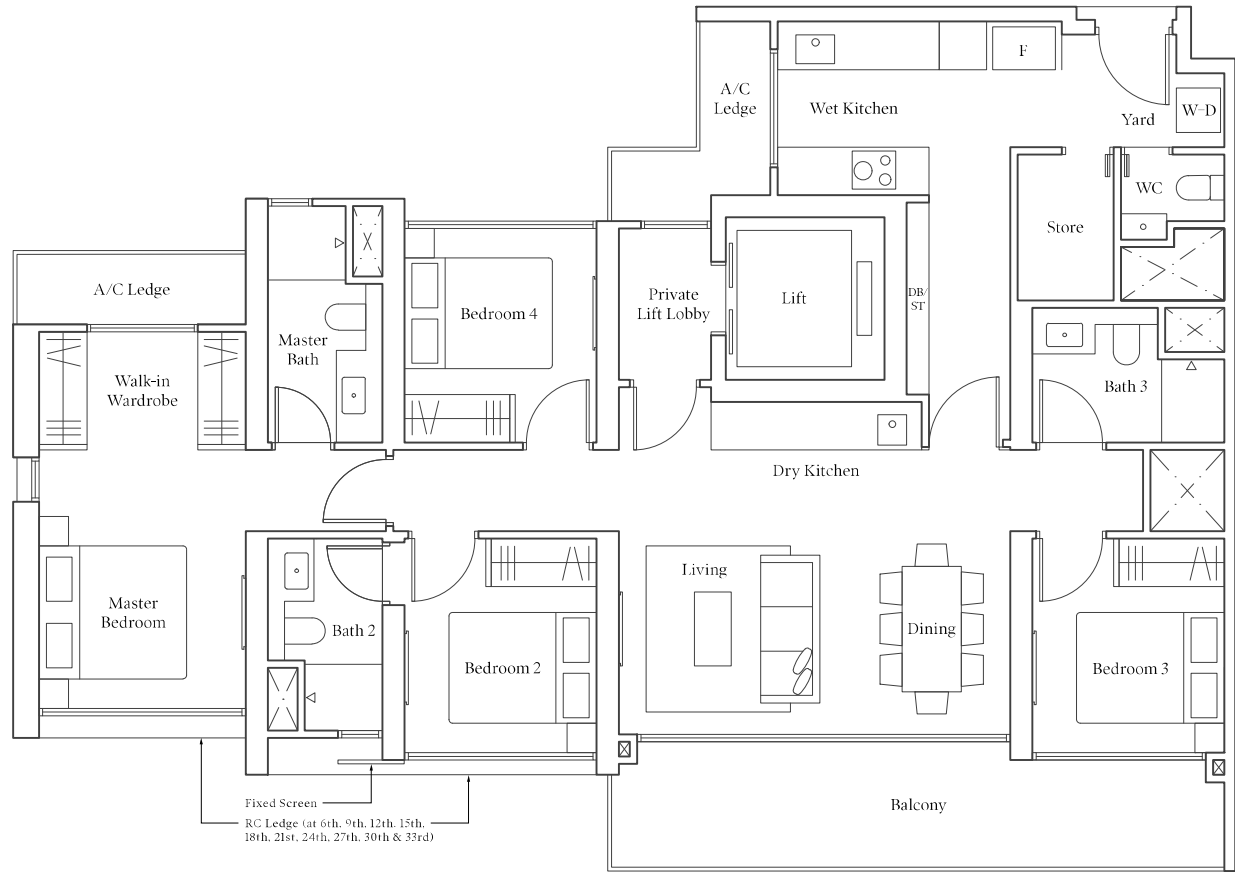 F
A/C
Ledge
Wet Kitchen
Yard
W-D
WC
Store
A/C Ledge
Private
Lift Lobby
Lift
DB/
ST
Bedroom 4
Master
Bath
Walk-in
Wardrobe
Bath 3
Dry Kitchen
Living
Master
Bedroom
Bath 2
Bedroom 2
Dining
Bedroom 3
Balcony
Fixed Screen
RC Ledge (at 6th, 9th, 12th, 15th,
18th, 21st, 24th, 27th, 30th & 33rd)